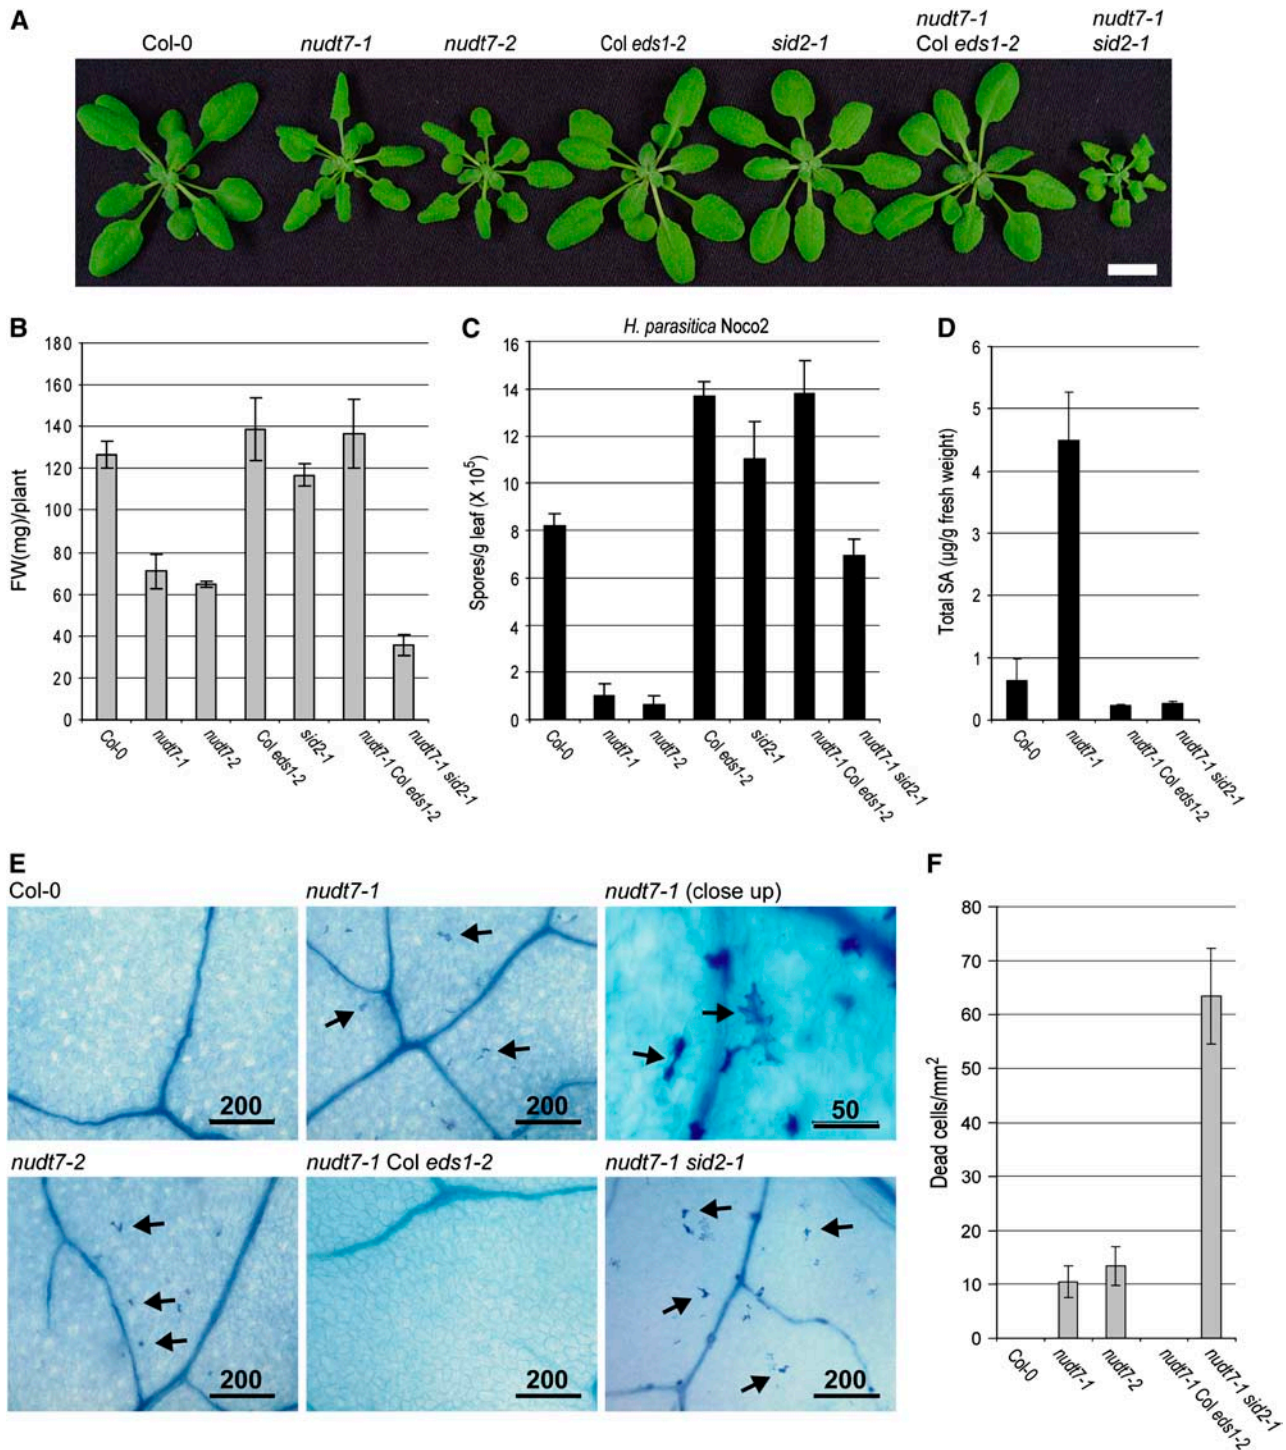 A
Col-0
nudt7-1
nudt7-2
Col eds1-2
sid2-1
nudt7-1
Col eds1-2
nudt7-1
sid2-1
B
FW(mg)/plant
180
160
140
120
100
80
60
40
20
0
Col-0
nudt7-1
nudt7-2
Col eds1-2
sid2-1
nudt7-1 Col eds1-2
nudt7-1 sid2-1
C
H. parasitica Noco2
Spores/g leaf (X 10⁵)
16
14
12
10
8
6
4
2
0
Col-0
nudt7-1
nudt7-2
Col eds1-2
sid2-1
nudt7-1 Col eds1-2
nudt7-1 sid2-1
D
Total SA (µg/g fresh weight)
6
5
4
3
2
1
0
Col-0
nudt7-1
nudt7-1 Col eds1-2
nudt7-1 sid2-1
E
Col-0
200
nudt7-1
200
nudt7-1 (close up)
50
nudt7-2
200
nudt7-1 Col eds1-2
200
nudt7-1 sid2-1
200
F
Dead cells/mm²
80
70
60
50
40
30
20
10
0
Col-0
nudt7-1
nudt7-2
nudt7-1 Col eds1-2
nudt7-1 sid2-1